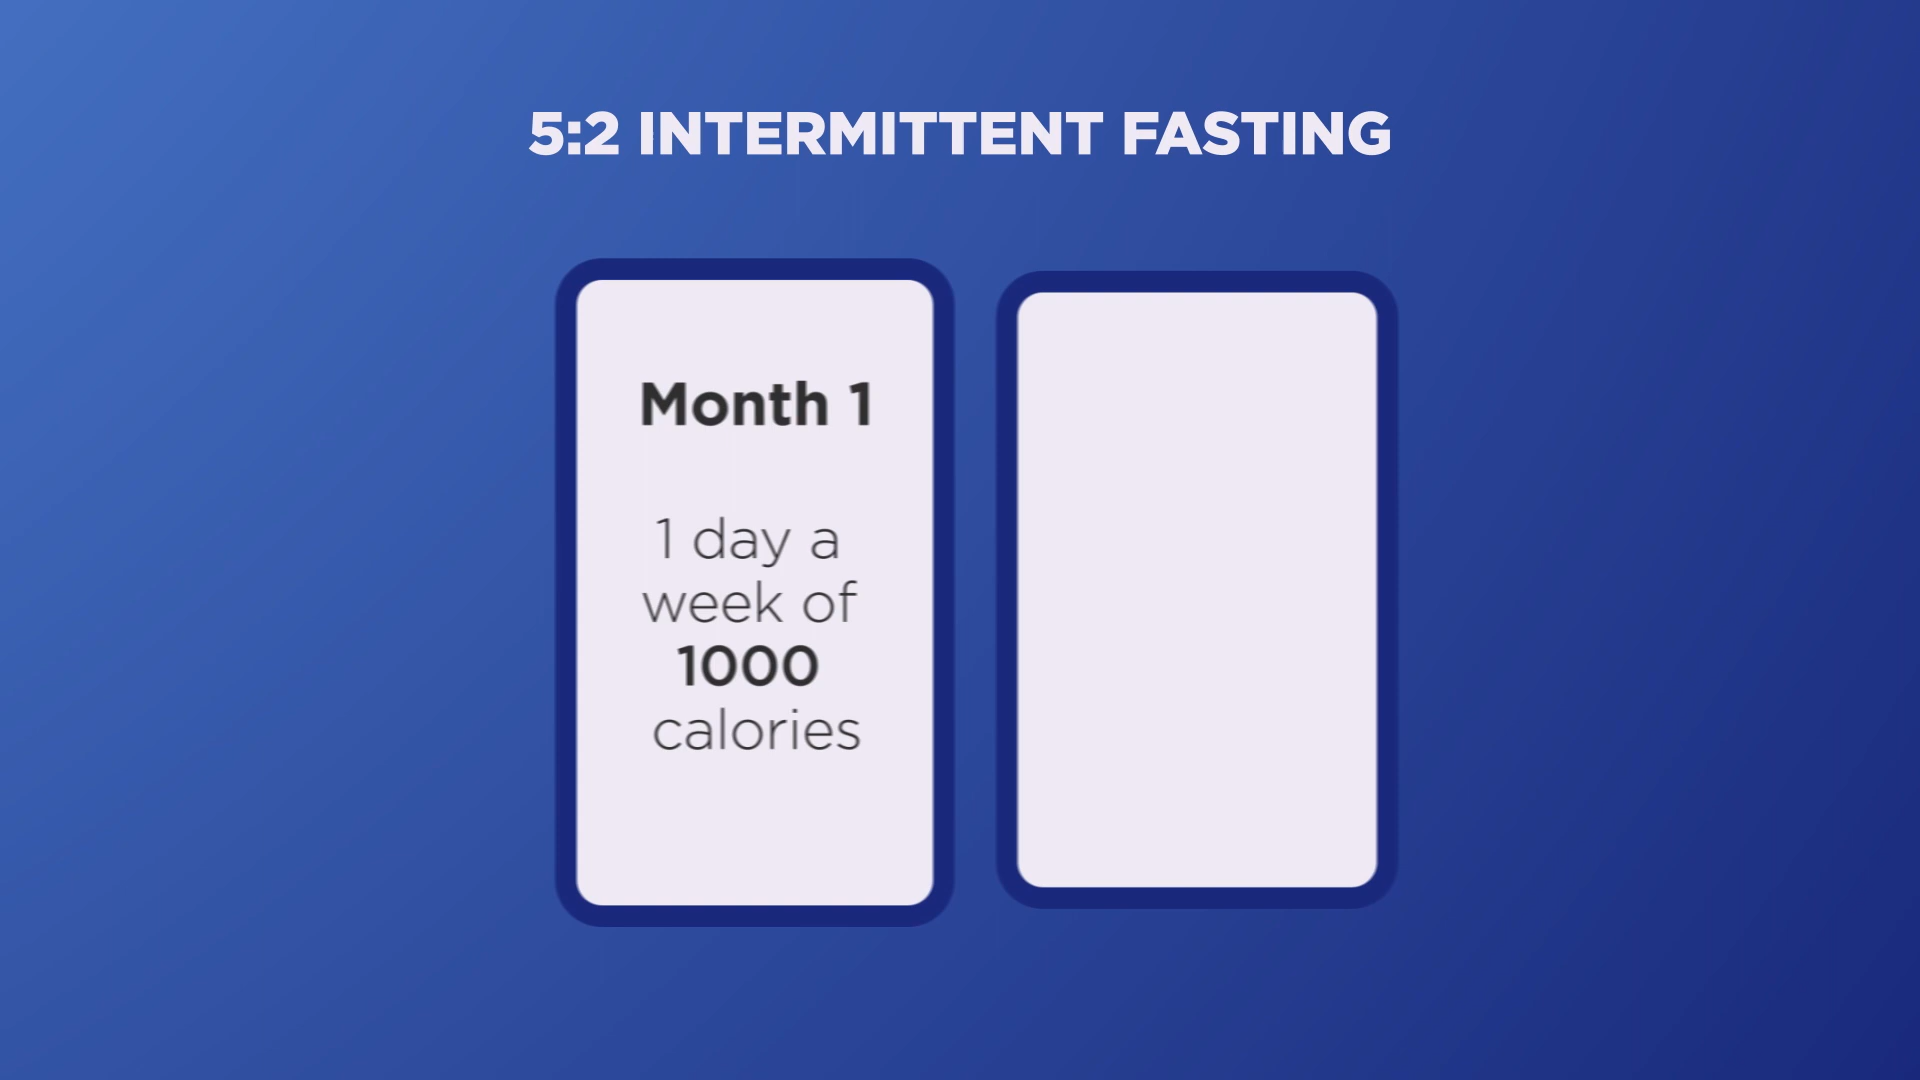 5:2 INTERMITTENT FASTING
Month 1
1 day a
week of
1000
calories